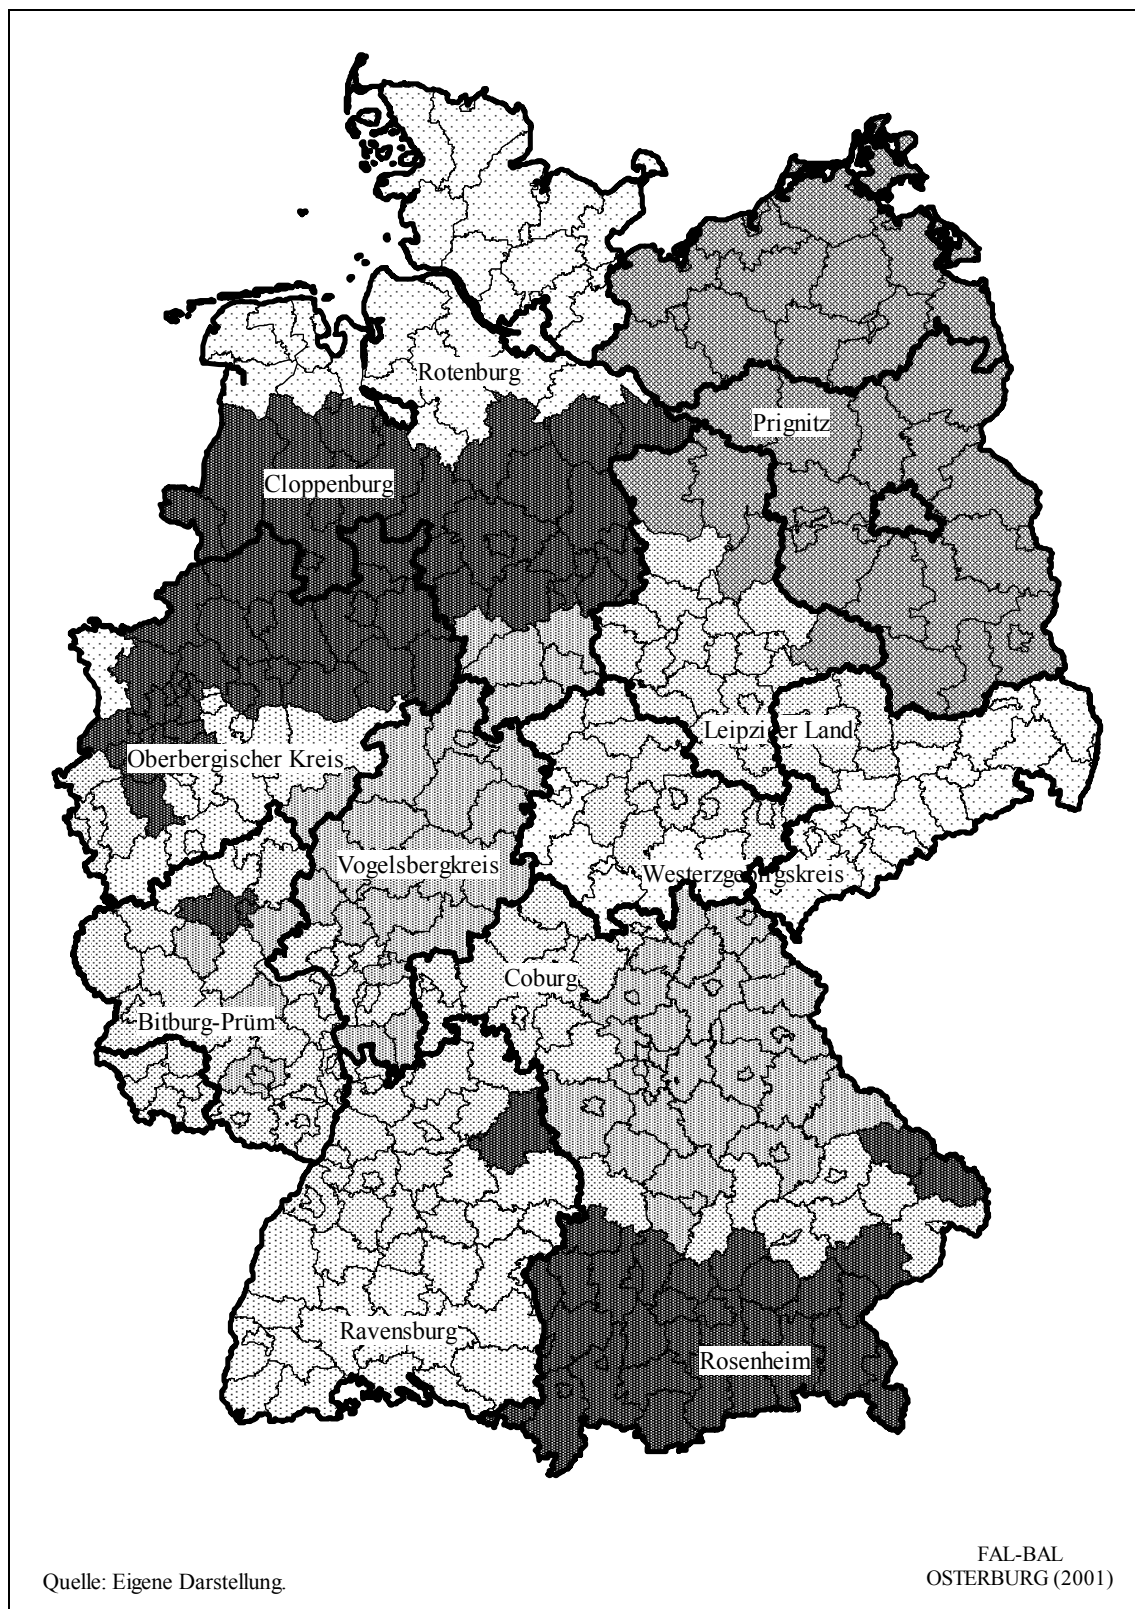 Rotenburg
Prignitz
Cloppenburg
Leipziger Land
Oberbergischer Kreis
Vogelsbergkreis
Westerzgebirgskreis
Coburg
Bitburg-Prüm
Ravensburg
Rosenheim
Quelle: Eigene Darstellung.
FAL-BAL
OSTERBURG (2001)